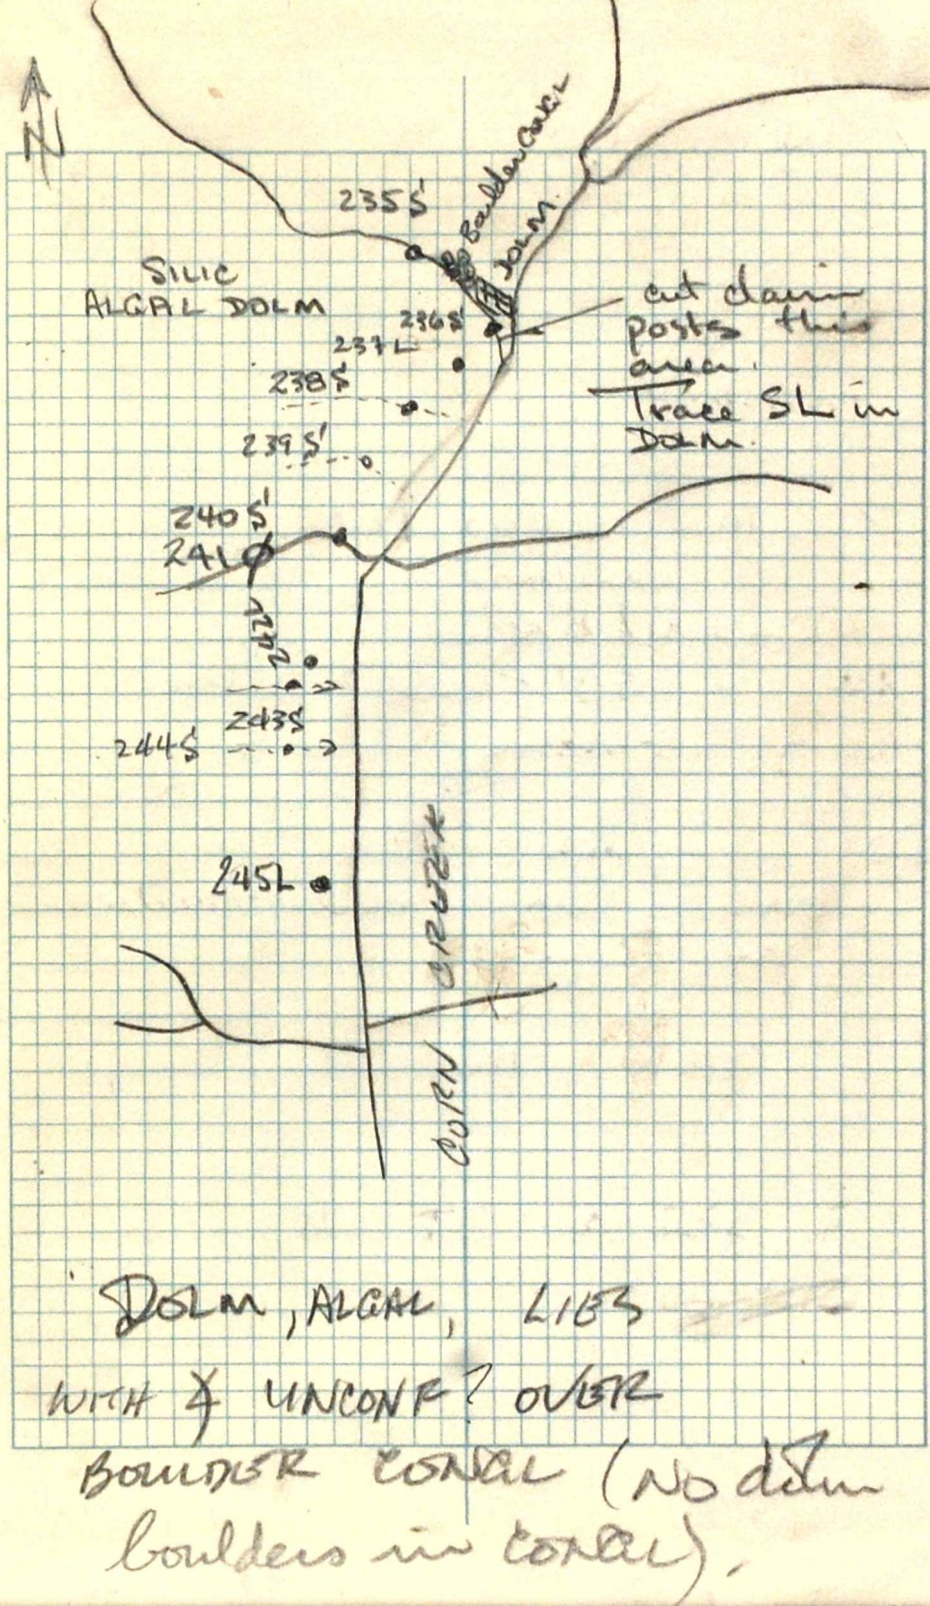 N
Boulder Congl
DOLM.
235S
SILIC
ALGAL DOLM
236S
237L
238S
239S
240S
241Ø
242L
243S
244S
245L
cut claim
posts this
area.
Trace SL in
DOLM.
CORN CREEK
DOLM, ALGAL, LIES
WITH ∡ UNCONF? OVER
BOULDER CONGL (No dolm
boulders in CONGL).